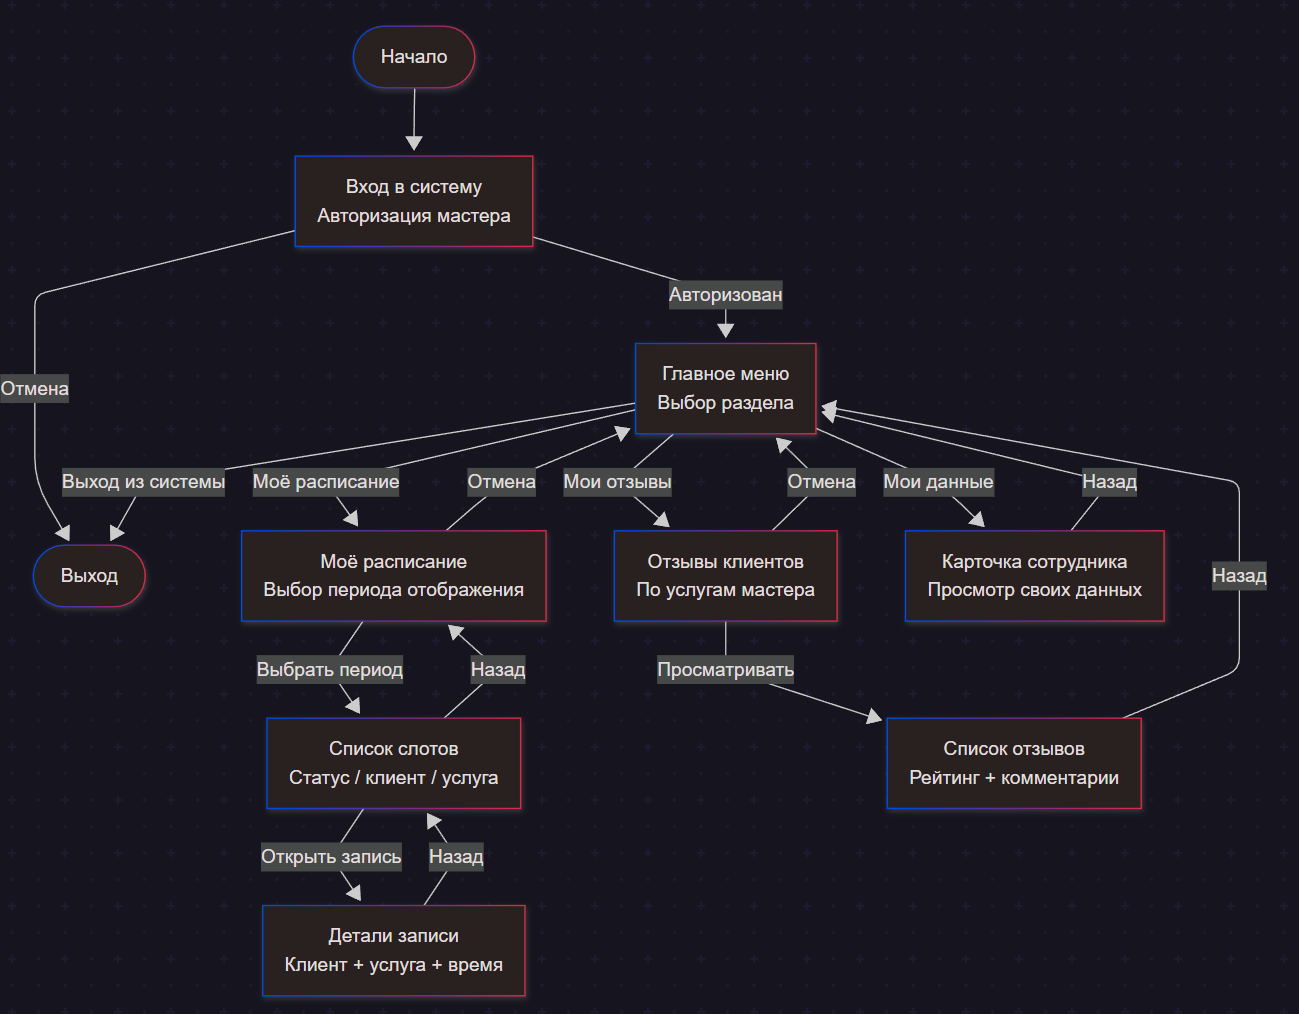 Начало
Вход в систему
Авторизация мастера
Авторизован
Отмена
Главное меню
Выбор раздела
Выход из системы
Моё расписание
Отмена
Мои отзывы
Отмена
Мои данные
Назад
Выход
Моё расписание
Выбор периода отображения
Отзывы клиентов
По услугам мастера
Карточка сотрудника
Просмотр своих данных
Назад
Выбрать период
Назад
Просматривать
Список слотов
Статус / клиент / услуга
Список отзывов
Рейтинг + комментарии
Открыть запись
Назад
Детали записи
Клиент + услуга + время